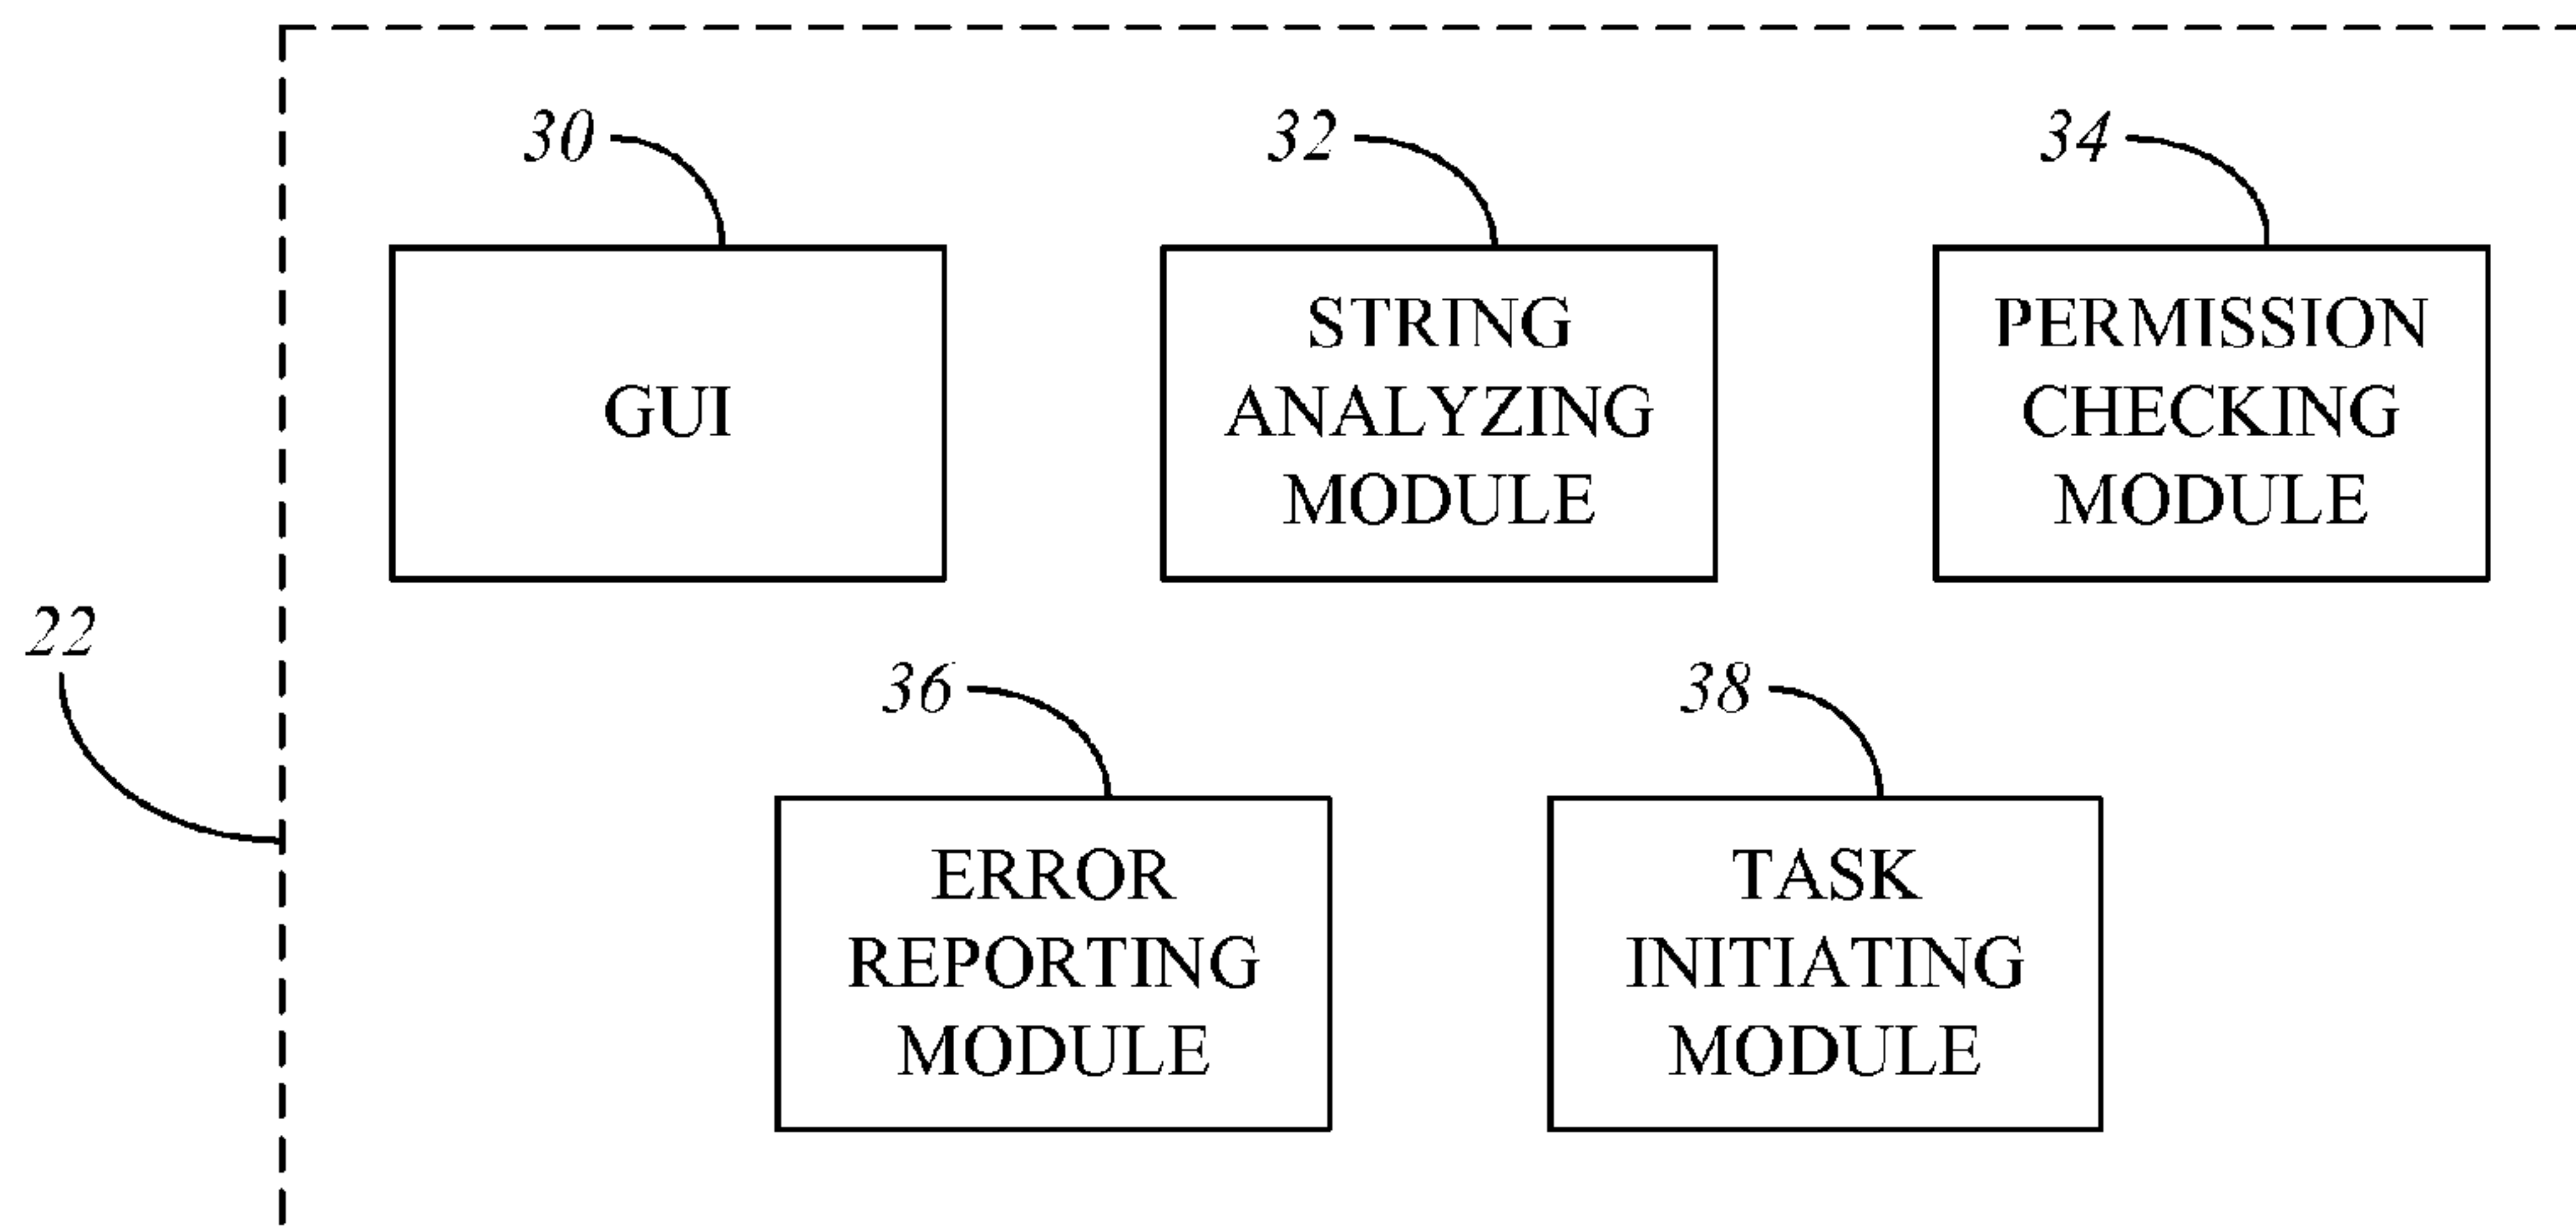 30
32
34
GUI
STRING
ANALYZING
MODULE
PERMISSION
CHECKING
MODULE
22
36
38
ERROR
REPORTING
MODULE
TASK
INITIATING
MODULE